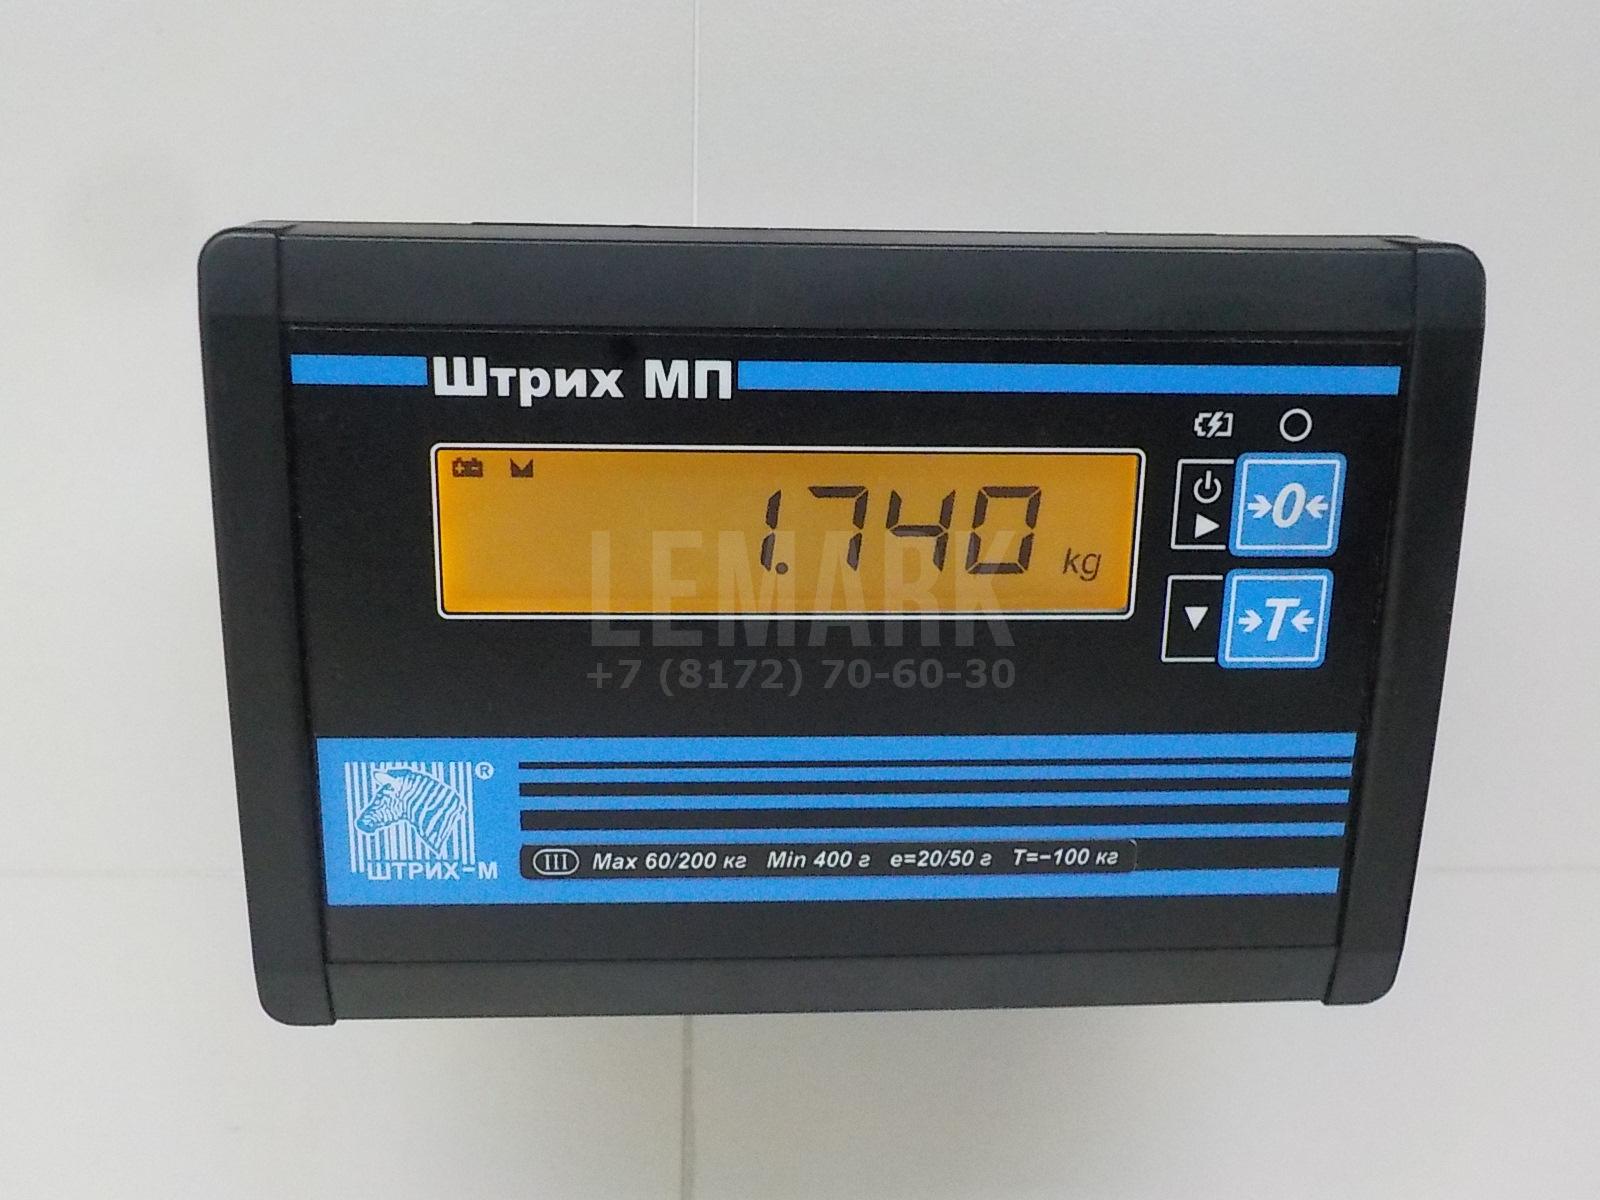 Штрих МП
1.740 kg
→0←
→T←
LEMARK
+7 (8172) 70-60-30
®
ШТРИХ-М
III Max 60/200 кг Min 400 г e=20/50 г T=−100 кг